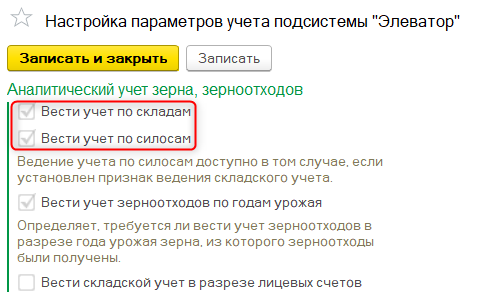 Настройка параметров учета подсистемы "Элеватор"
Записать и закрыть
Записать
Аналитический учет зерна, зерноотходов
Вести учет по складам
Вести учет по силосам
Ведение учета по силосам доступно в том случае, если
установлен признак ведения складского учета.
Вести учет зерноотходов по годам урожая
Определяет, требуется ли вести учет зерноотходов в
разрезе года урожая зерна, из которого зерноотходы
были получены.
Вести складской учет в разрезе лицевых счетов